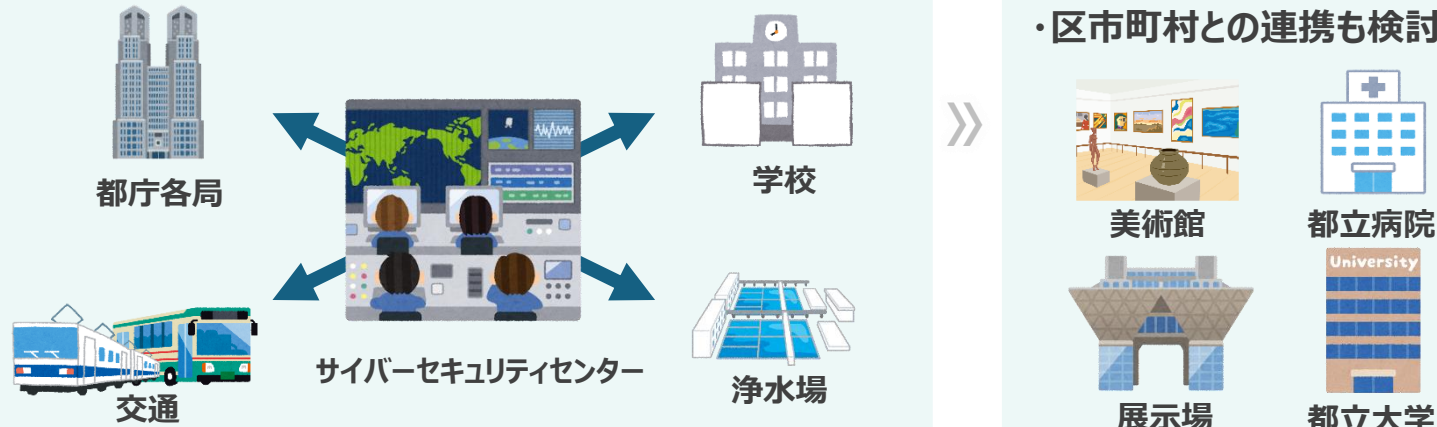 都庁各局
学校
サイバーセキュリティセンター
交通
浄水場
・区市町村との連携も検討
美術館
都立病院
University
展示場
都立大学